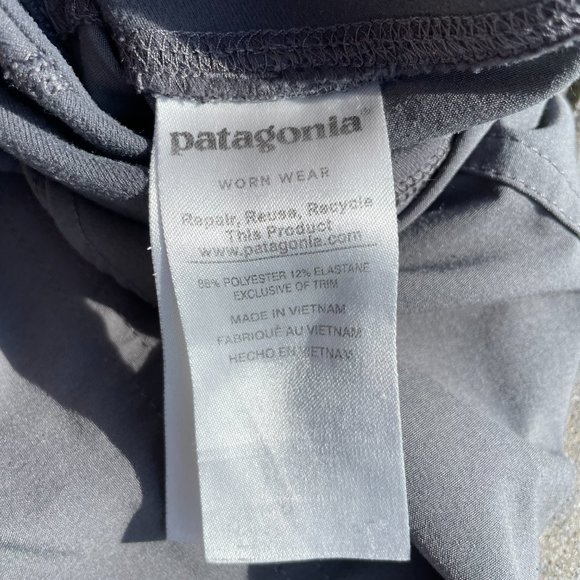 patagonia®
WORN WEAR
Repair, Reuse, Recycle
This Product
www.patagonia.com
88% POLYESTER 12% ELASTANE
EXCLUSIVE OF TRIM
MADE IN VIETNAM
FABRIQUÉ AU VIETNAM
HECHO EN VIETNAM